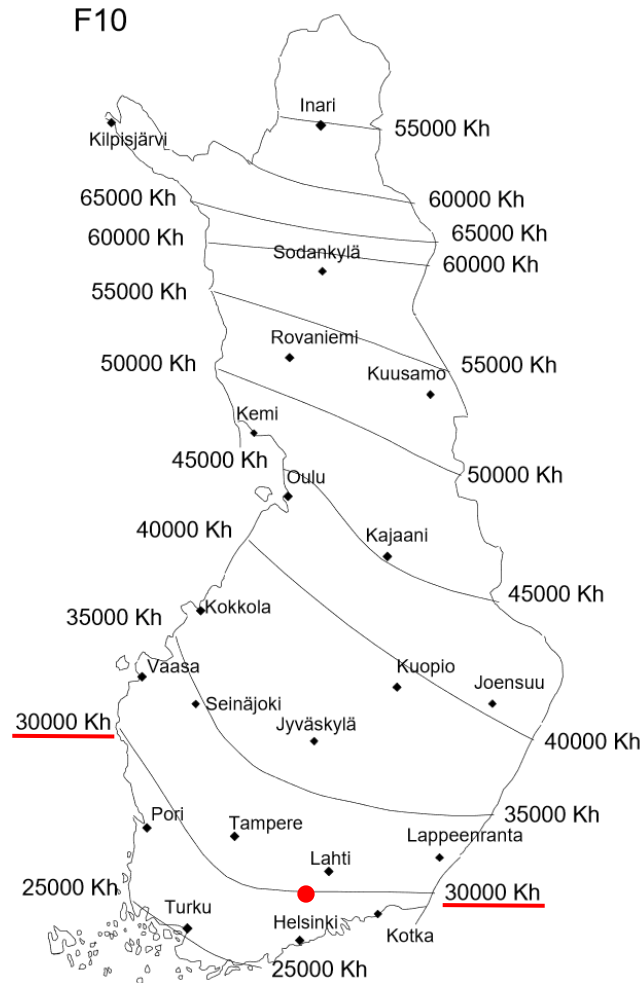 F10
Inari
55000 Kh
Kilpisjärvi
65000 Kh
60000 Kh
60000 Kh
65000 Kh
Sodankylä
60000 Kh
55000 Kh
Rovaniemi
50000 Kh
Kuusamo
55000 Kh
Kemi
45000 Kh
50000 Kh
Oulu
40000 Kh
Kajaani
45000 Kh
35000 Kh
Kokkola
Vaasa
Kuopio
Joensuu
Seinäjoki
30000 Kh
Jyväskylä
40000 Kh
Pori
Tampere
35000 Kh
Lappeenranta
Lahti
25000 Kh
30000 Kh
Turku
Helsinki
Kotka
25000 Kh